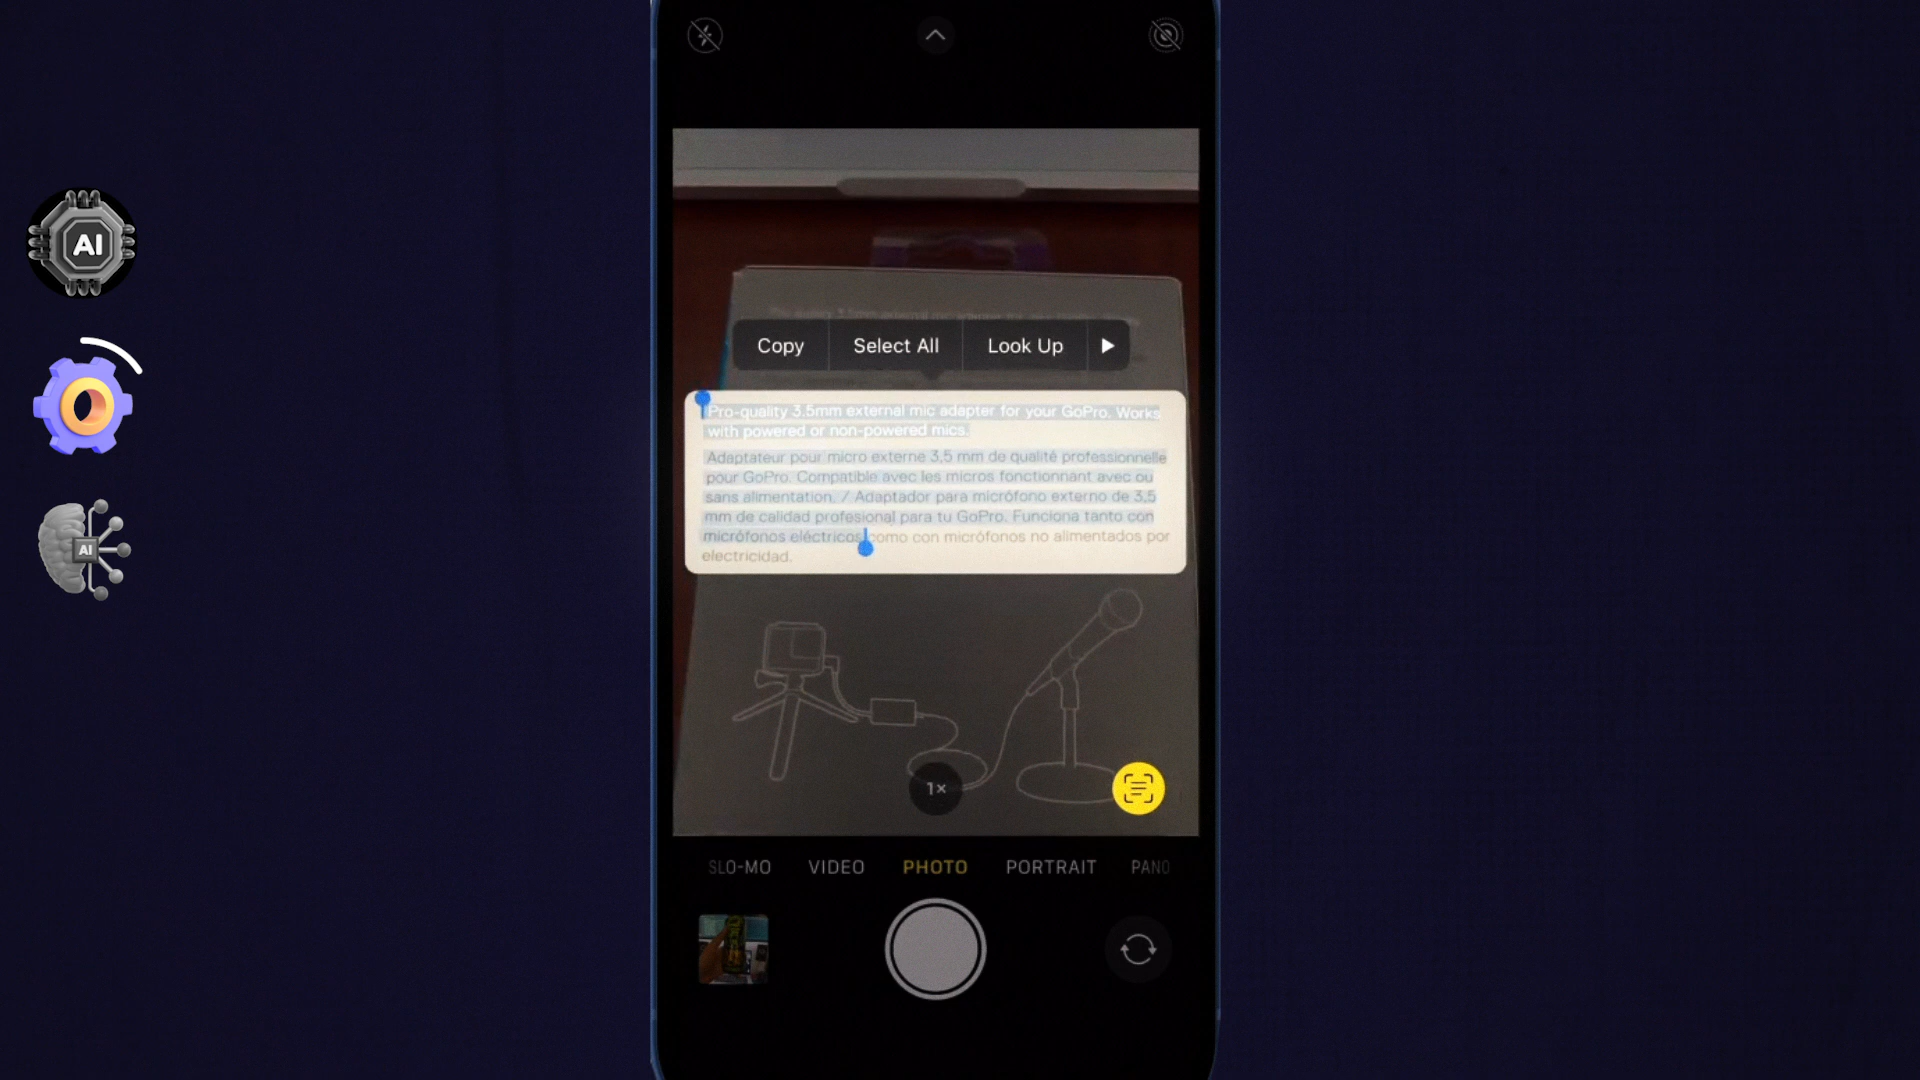 AI
AI
Copy Select All Look Up
Pro-quality 3.5mm external mic adapter for your GoPro. Works
with powered or non-powered mics.
Adaptateur pour micro externe 3,5 mm de qualité professionnelle
pour GoPro. Compatible avec les micros fonctionnant avec ou
sans alimentation. / Adaptador para micrófono externo de 3,5
mm de calidad profesional para tu GoPro. Funciona tanto con
micrófonos eléctricos como con micrófonos no alimentados por
electricidad.
1×
SLO-MO VIDEO PHOTO PORTRAIT PANO